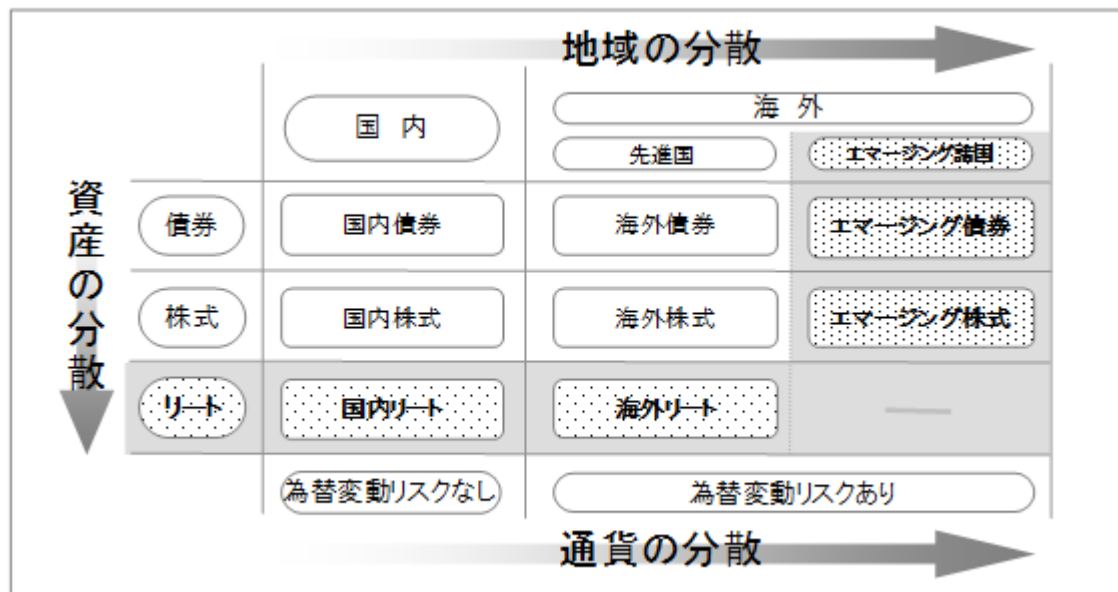 地域の分散
国内
海外
先進国
エマージング諸国
資産の分散
債券
国内債券
海外債券
エマージング債券
株式
国内株式
海外株式
エマージング株式
リート
国内リート
海外リート
為替変動リスクなし
為替変動リスクあり
通貨の分散